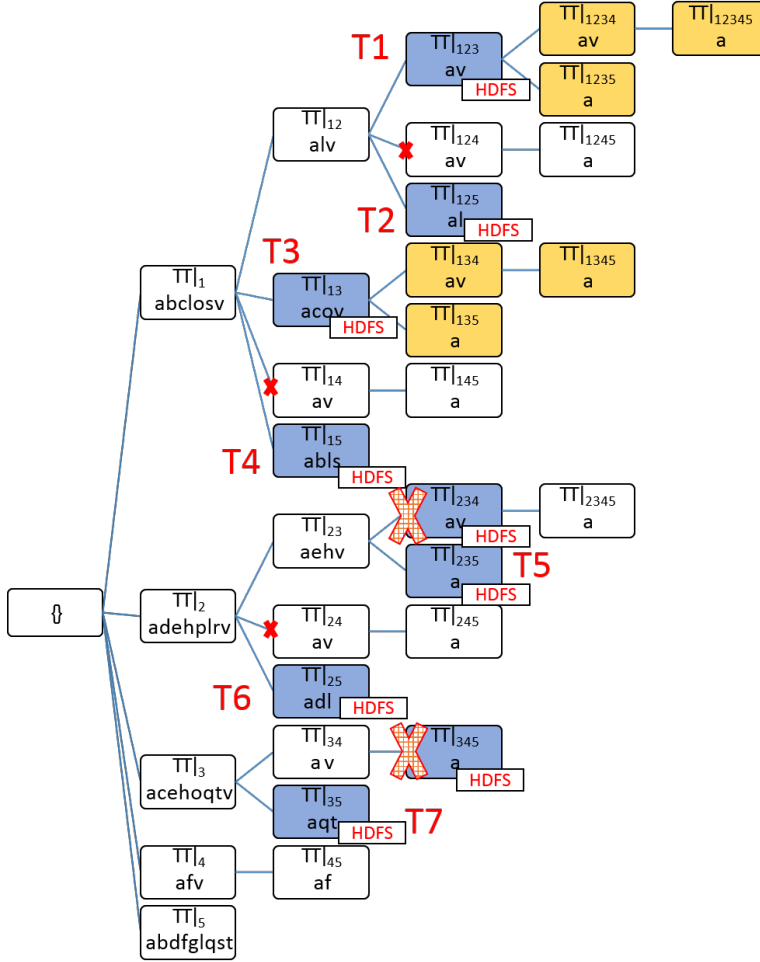 T1
TT|123
av
HDFS
TT|1234
av
TT|12345
a
TT|1235
a
TT|12
alv
TT|124
av
TT|1245
a
T2
TT|125
al
HDFS
T3
TT|13
acov
HDFS
TT|134
av
TT|1345
a
TT|135
a
TT|1
abclosv
TT|14
av
TT|145
a
T4
TT|15
abls
HDFS
TT|234
av
HDFS
TT|2345
a
TT|23
aehv
TT|235
a
HDFS
T5
{}
TT|2
adehplrv
TT|24
av
TT|245
a
T6
TT|25
adl
HDFS
TT|34
av
TT|345
a
HDFS
TT|3
acehoqtv
TT|35
aqt
HDFS
T7
TT|4
afv
TT|45
af
TT|5
abdfglqst